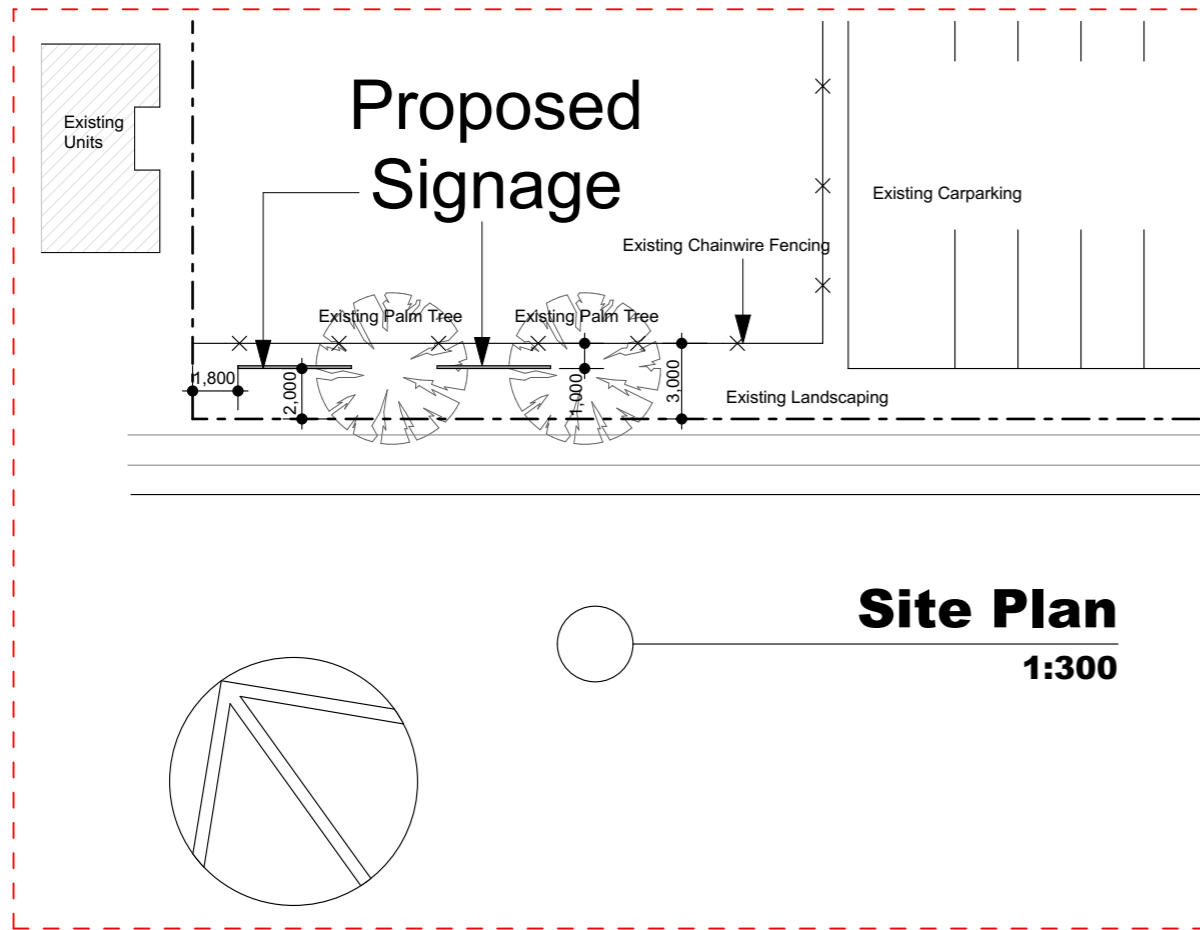 Proposed
Signage
Existing
Units
Existing Carparking
Existing Chainwire Fencing
Existing Palm Tree
Existing Palm Tree
1,800
2,000
1,000
3,000
Existing Landscaping
Site Plan
1:300